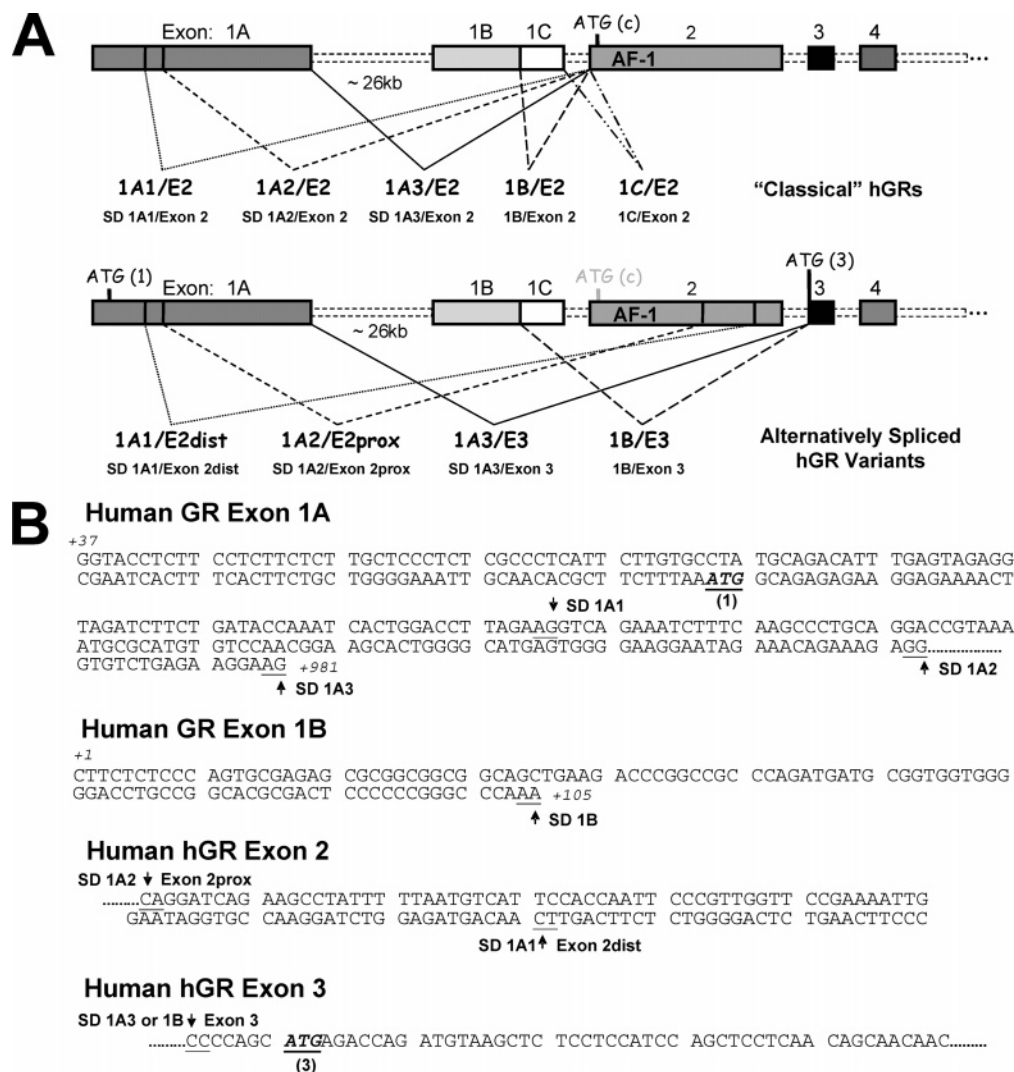 A
Exon: 1A
1B 1C
ATG (c)
2
3
4
AF-1
...
~ 26kb
1A1/E2 1A2/E2 1A3/E2 1B/E2 1C/E2
"Classical" hGRs
SD 1A1/Exon 2 SD 1A2/Exon 2 SD 1A3/Exon 2 1B/Exon 2 1C/Exon 2
ATG (1)
ATG (c)
ATG (3)
Exon: 1A
1B 1C
2
3
4
AF-1
...
~ 26kb
1A1/E2dist 1A2/E2prox 1A3/E3 1B/E3
Alternatively Spliced
hGR Variants
SD 1A1/Exon 2dist SD 1A2/Exon 2prox SD 1A3/Exon 3 1B/Exon 3
B
Human GR Exon 1A
+37
GGTACCTCTT CCTCTTCTCT TGCTCCCTCT CGCCCTCATT CTTGTGCCTA TGCAGACATT TGAGTAGAGG
CGAATCACTT TCACTTCTGC TGGGGAAATT GCAACACGCT TCTTTAAATG GCAGAGAGAA GGAGAAAACT
(1)
SD 1A1
TAGATCTTCT GATACCAAAT CACTGGACCT TAGAAGGTCA GAAATCTTTC AAGCCCTGCA GGACCGTAAA
ATGCGCATGT GTCCAACGGA AGCACTGGGG CATGAGTGGG GAAGGAATAG AAACAGAAAG AGG...................
GTGTCTGAGA AGGAAG +981
SD 1A2
SD 1A3
Human GR Exon 1B
+1
CTTCTCTCCC AGTGCGAGAG CGCGGCGGCG GCAGCTGAAG ACCCGGCCGC CCAGATGATG CGGTGGTGGG
GGACCTGCCG GCACGCGACT CCCCCCGGGC CCAAA +105
SD 1B
Human hGR Exon 2
SD 1A2 Exon 2prox
.........CAGGATCAG AAGCCTATTTT TTAATGTCAT TCCACCAATT CCCGTTGGTT CCGAAAATTG
GAATAGGTGC CAAGGATCTG GAGATGACAA CTTGACTTCT CTGGGGACTC TGAACTTCCC
SD 1A1 Exon 2dist
Human hGR Exon 3
SD 1A3 or 1B Exon 3
.........CCCCAGC ATGAGACCAG ATGTAAGCTC TCCTCCATCC AGCTCCTCAA CAGCAACAAC.........
(3)